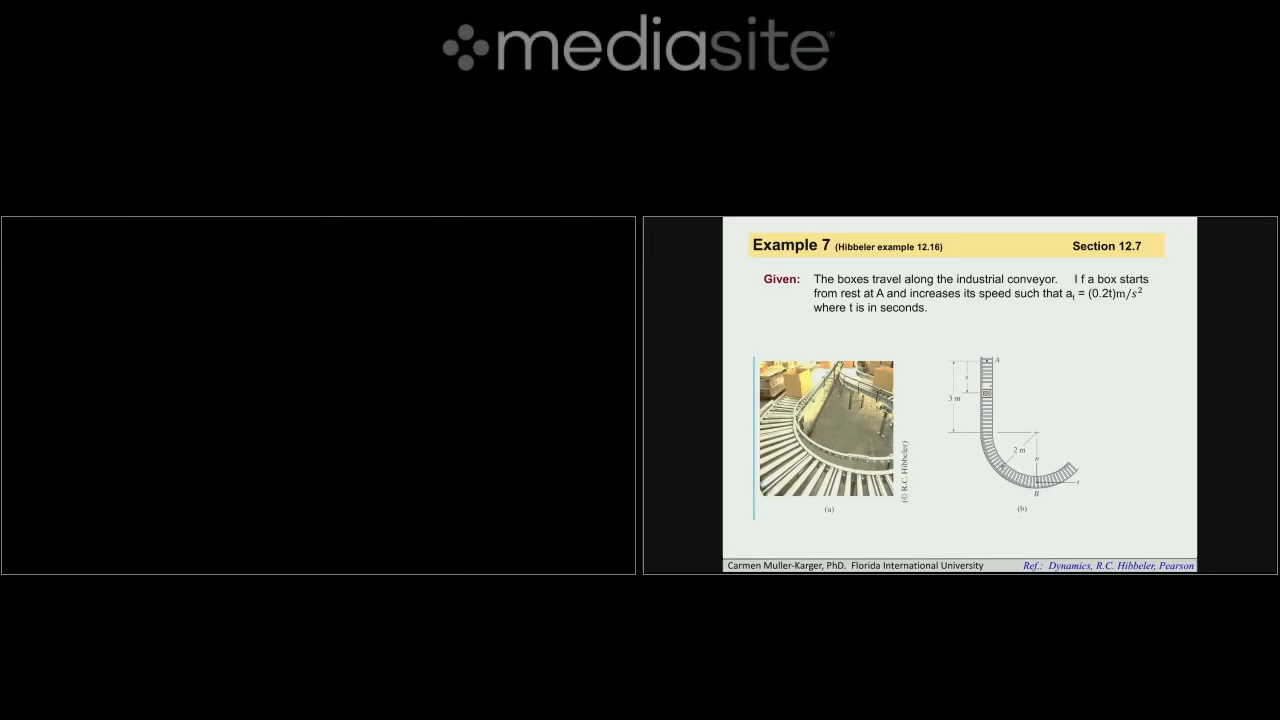 mediasite®
Example 7 (Hibbeler example 12.16) Section 12.7
Given: The boxes travel along the industrial conveyor. I f a box starts
from rest at A and increases its speed such that aₜ = (0.2t)m/s²
where t is in seconds.
A
s
3 m
2 m
n
t
B
(© R.C. Hibbeler)
(a)
(b)
Carmen Muller-Karger, PhD. Florida International University
Ref.: Dynamics, R.C. Hibbeler, Pearson